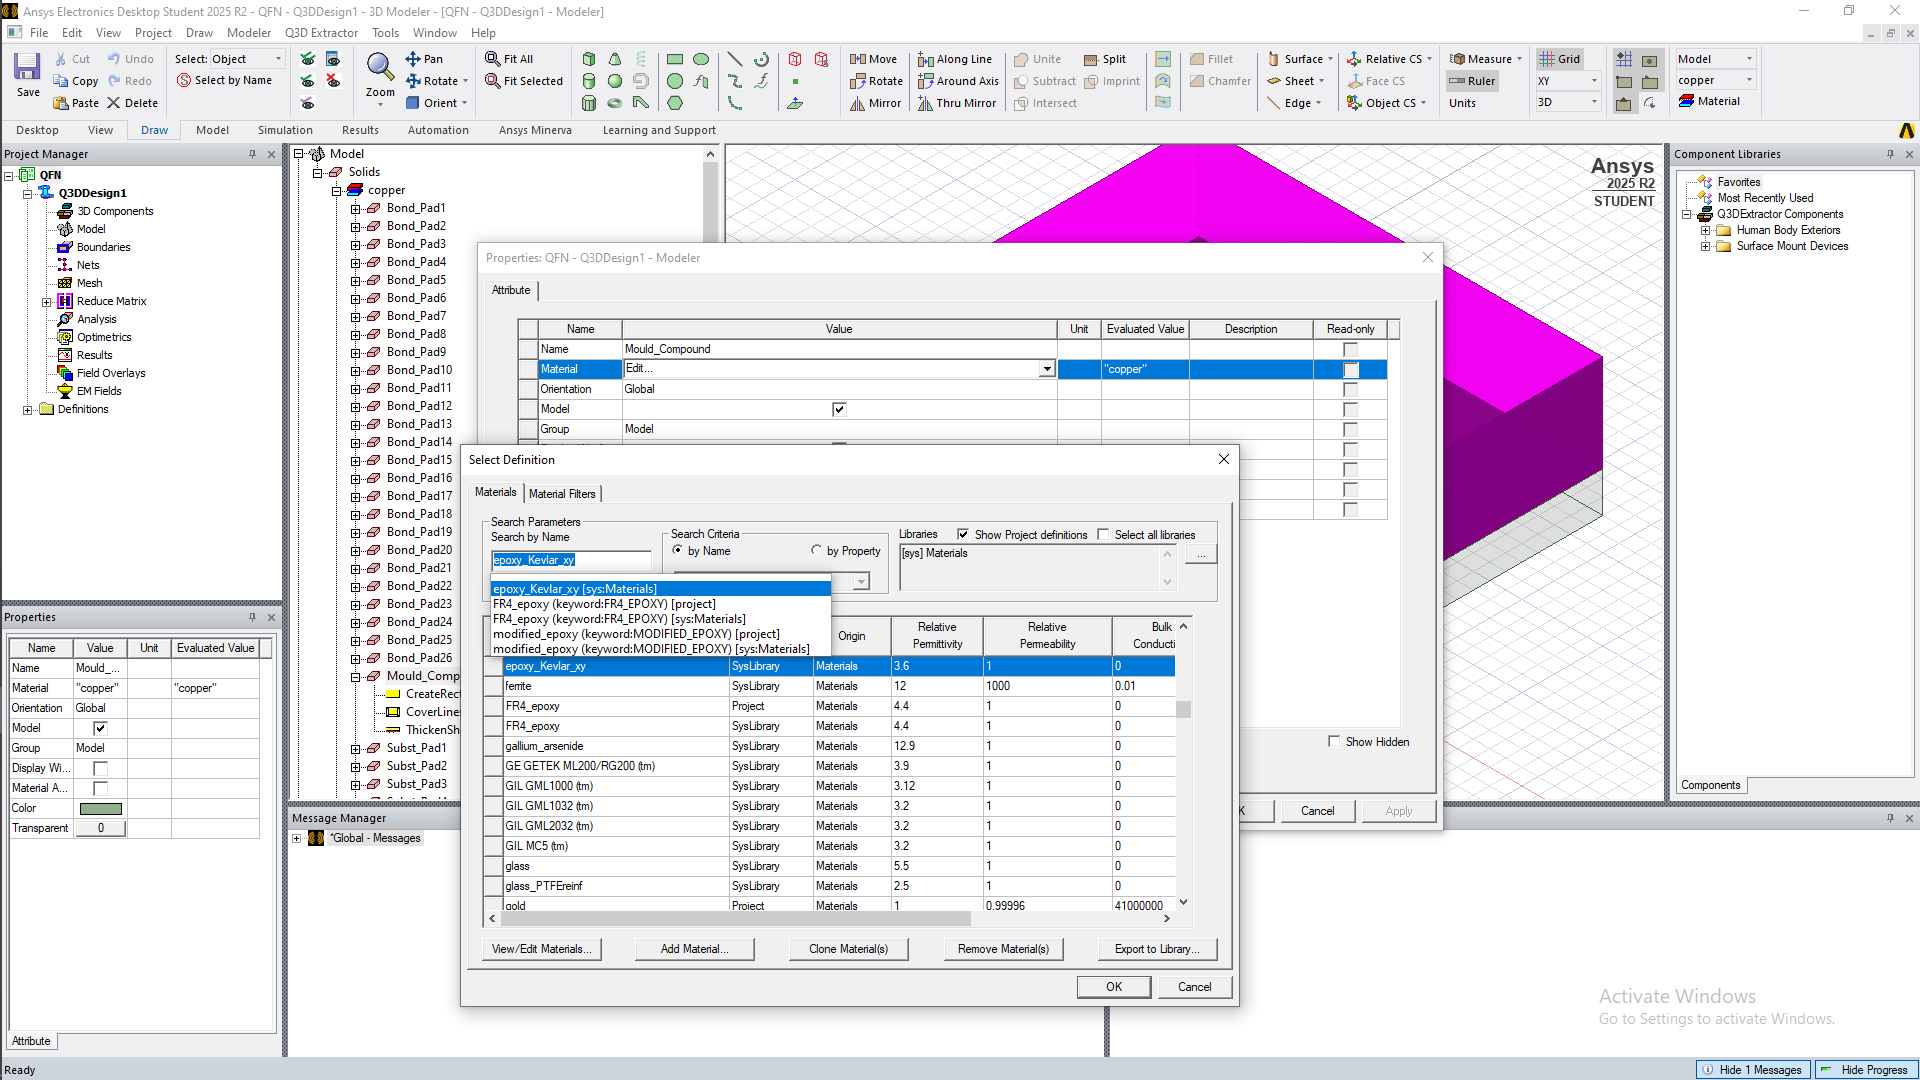 Ansys Electronics Desktop Student 2025 R2 - QFN - Q3DDesign1 - 3D Modeler - [QFN - Q3DDesign1 - Modeler]
File Edit View Project Draw Modeler Q3D Extractor Tools Window Help
Save
Cut
Copy
Paste
Undo
Redo
Delete
Select: Object
Select by Name
Zoom
Pan
Rotate
Orient
Fit All
Fit Selected
Move
Rotate
Mirror
Along Line
Around Axis
Thru Mirror
Unite
Subtract
Intersect
Split
Imprint
Fillet
Chamfer
Surface
Sheet
Edge
Relative CS
Face CS
Object CS
Measure
Ruler
Units
Grid
XY
3D
Model
copper
Material
Desktop View Draw Model Simulation Results Automation Ansys Minerva Learning and Support
Project Manager
QFN
Q3DDesign1
3D Components
Model
Boundaries
Nets
Mesh
Reduce Matrix
Analysis
Optimetrics
Results
Field Overlays
EM Fields
Definitions
Properties
Name Value Unit Evaluated Value
Name Mould_...
Material "copper" "copper"
Orientation Global
Model
Group Model
Display Wi...
Material A...
Color
Transparent 0
Attribute
Ready
Model
Solids
copper
Bond_Pad1
Bond_Pad2
Bond_Pad3
Bond_Pad4
Bond_Pad5
Bond_Pad6
Bond_Pad7
Bond_Pad8
Bond_Pad9
Bond_Pad10
Bond_Pad11
Bond_Pad12
Bond_Pad13
Bond_Pad14
Bond_Pad15
Bond_Pad16
Bond_Pad17
Bond_Pad18
Bond_Pad19
Bond_Pad20
Bond_Pad21
Bond_Pad22
Bond_Pad23
Bond_Pad24
Bond_Pad25
Bond_Pad26
Mould_Comp
CreateRect
CoverLine
ThickenSh
Subst_Pad1
Subst_Pad2
Subst_Pad3
Message Manager
*Global - Messages
Ansys
2025 R2
STUDENT
Properties: QFN - Q3DDesign1 - Modeler
Attribute
Name Value Unit Evaluated Value Description Read-only
Name Mould_Compound
Material Edit... "copper"
Orientation Global
Model
Group Model
Show Hidden
K
Cancel
Apply
Select Definition
Materials Material Filters
Search Parameters
Search by Name
epoxy_Kevlar_xy
Search Criteria
by Name
by Property
Libraries
Show Project definitions
Select all libraries
[sys] Materials
...
epoxy_Kevlar_xy [sys:Materials]
FR4_epoxy (keyword:FR4_EPOXY) [project]
FR4_epoxy (keyword:FR4_EPOXY) [sys:Materials]
modified_epoxy (keyword:MODIFIED_EPOXY) [project]
modified_epoxy (keyword:MODIFIED_EPOXY) [sys:Materials]
Origin
Relative Permittivity
Relative Permeability
Bulk Conducti
epoxy_Kevlar_xy SysLibrary Materials 3.6 1 0
ferrite SysLibrary Materials 12 1000 0.01
FR4_epoxy Project Materials 4.4 1 0
FR4_epoxy SysLibrary Materials 4.4 1 0
gallium_arsenide SysLibrary Materials 12.9 1 0
GE GETEK ML200/RG200 (tm) SysLibrary Materials 3.9 1 0
GIL GML1000 (tm) SysLibrary Materials 3.12 1 0
GIL GML1032 (tm) SysLibrary Materials 3.2 1 0
GIL GML2032 (tm) SysLibrary Materials 3.2 1 0
GIL MC5 (tm) SysLibrary Materials 3.2 1 0
glass SysLibrary Materials 5.5 1 0
glass_PTFEreinf SysLibrary Materials 2.5 1 0
gold Project Materials 1 0.99996 41000000
View/Edit Materials...
Add Material...
Clone Material(s)
Remove Material(s)
Export to Library...
OK
Cancel
Component Libraries
Favorites
Most Recently Used
Q3DExtractor Components
Human Body Exteriors
Surface Mount Devices
Components
Activate Windows
Go to Settings to activate Windows.
Hide 1 Messages
Hide Progress